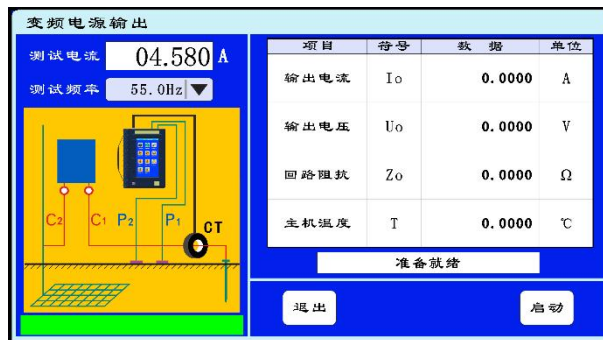 变频电源输出
测试电流 04.580 A
测试频率 55.0Hz
C2 C1 P2 P1 CT
项目 符号 数 据 单位
输出电流 Io 0.0000 A
输出电压 Uo 0.0000 V
回路阻抗 Zo 0.0000 Ω
主机温度 T 0.0000 ℃
准备就绪
退出 启动